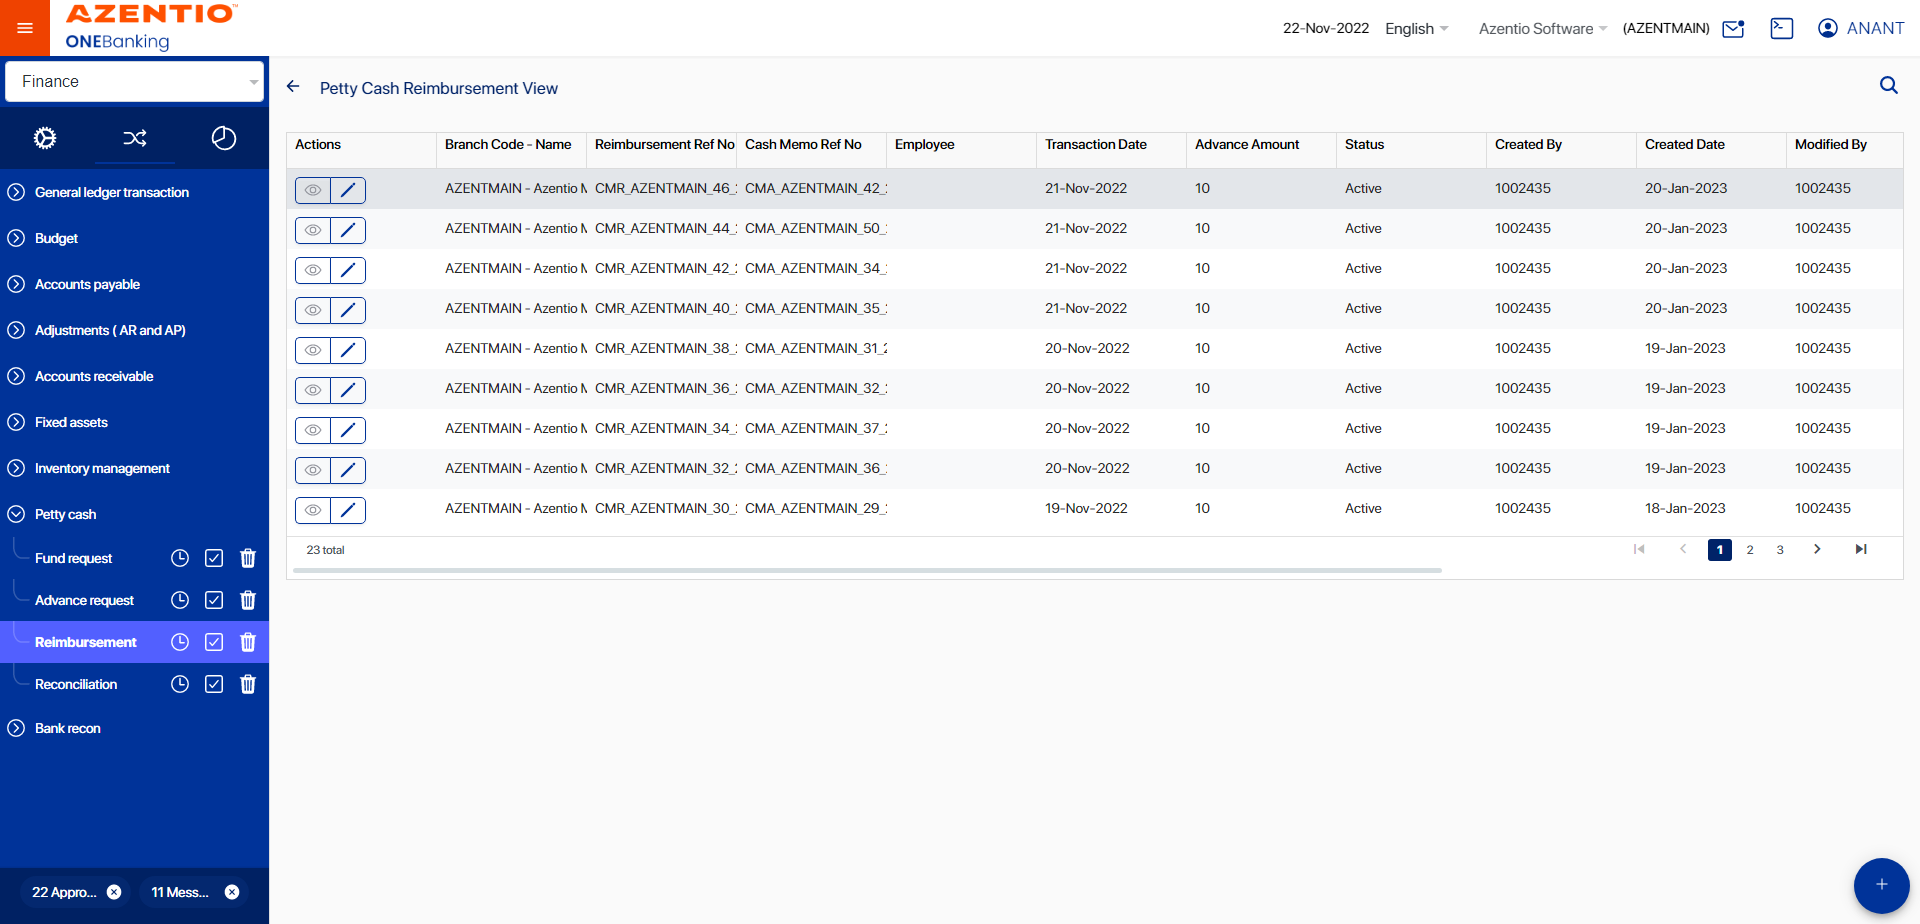 AZENTIO™
ONEBanking
22-Nov-2022 English Azentio Software (AZENTMAIN) ANANT
Finance
General ledger transaction
Budget
Accounts payable
Adjustments ( AR and AP)
Accounts receivable
Fixed assets
Inventory management
Petty cash
Fund request
Advance request
Reimbursement
Reconciliation
Bank recon
22 Appro...
11 Mess...
Petty Cash Reimbursement View
Actions Branch Code - Name Reimbursement Ref No Cash Memo Ref No Employee Transaction Date Advance Amount Status Created By Created Date Modified By
AZENTMAIN - Azentio CMR_AZENTMAIN_46_ CMA_AZENTMAIN_42_ 21-Nov-2022 10 Active 1002435 20-Jan-2023 1002435
AZENTMAIN - Azentio CMR_AZENTMAIN_44_ CMA_AZENTMAIN_50_ 21-Nov-2022 10 Active 1002435 20-Jan-2023 1002435
AZENTMAIN - Azentio CMR_AZENTMAIN_42_ CMA_AZENTMAIN_34_ 21-Nov-2022 10 Active 1002435 20-Jan-2023 1002435
AZENTMAIN - Azentio CMR_AZENTMAIN_40_ CMA_AZENTMAIN_35_ 21-Nov-2022 10 Active 1002435 20-Jan-2023 1002435
AZENTMAIN - Azentio CMR_AZENTMAIN_38_ CMA_AZENTMAIN_31_2 20-Nov-2022 10 Active 1002435 19-Jan-2023 1002435
AZENTMAIN - Azentio CMR_AZENTMAIN_36_ CMA_AZENTMAIN_32_ 20-Nov-2022 10 Active 1002435 19-Jan-2023 1002435
AZENTMAIN - Azentio CMR_AZENTMAIN_34_ CMA_AZENTMAIN_37_ 20-Nov-2022 10 Active 1002435 19-Jan-2023 1002435
AZENTMAIN - Azentio CMR_AZENTMAIN_32_ CMA_AZENTMAIN_36_ 20-Nov-2022 10 Active 1002435 19-Jan-2023 1002435
AZENTMAIN - Azentio CMR_AZENTMAIN_30_ CMA_AZENTMAIN_29_ 19-Nov-2022 10 Active 1002435 18-Jan-2023 1002435
23 total
1 2 3